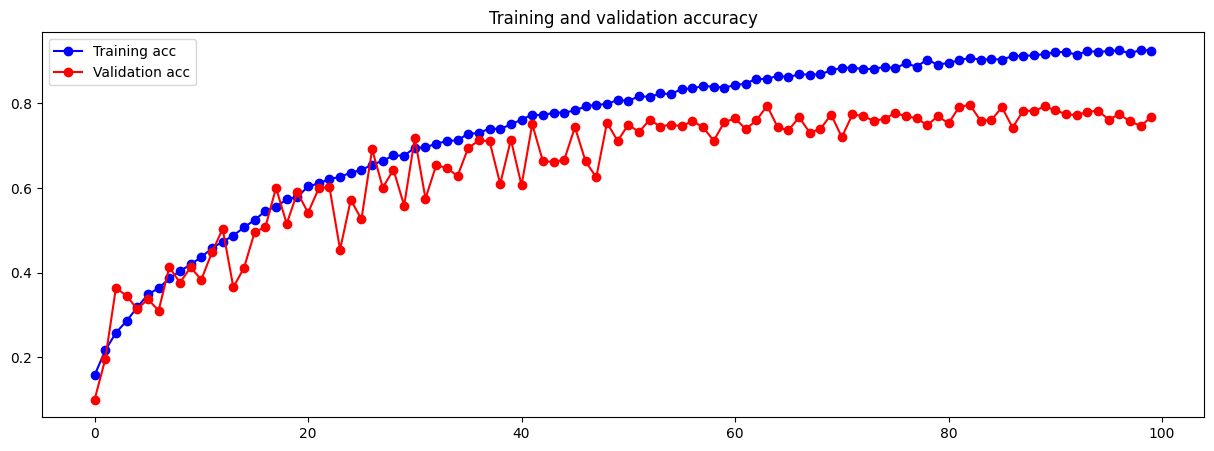 Training and validation accuracy
Training acc
Validation acc
0.8
0.6
0.4
0.2
0 20 40 60 80 100